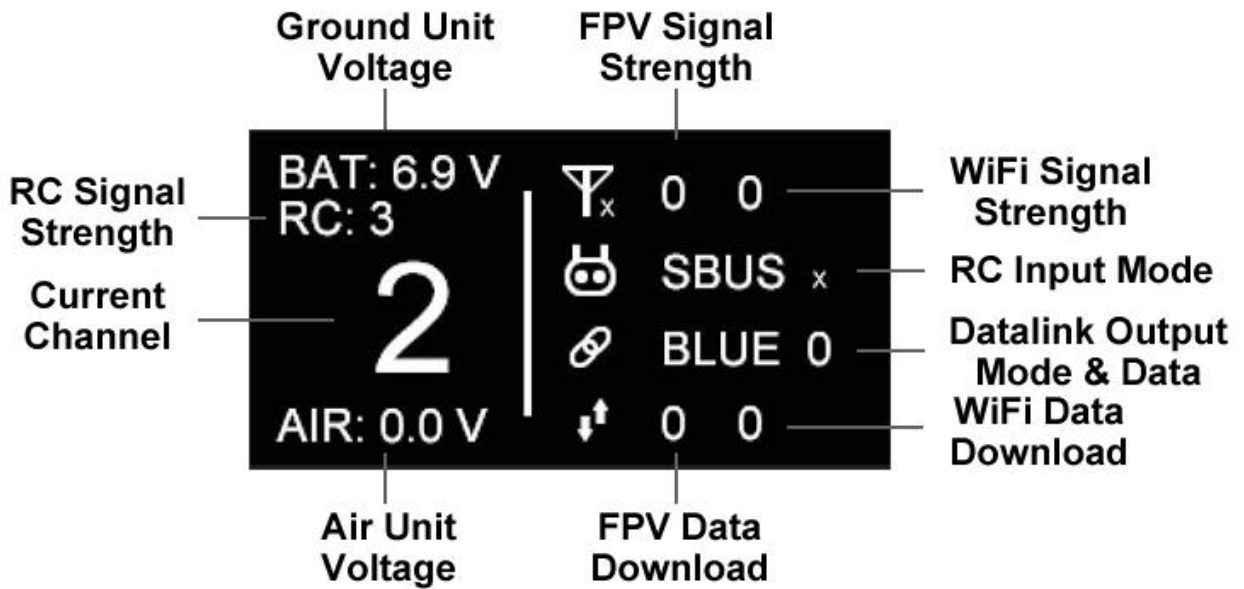 Ground Unit
Voltage
FPV Signal
Strength
BAT: 6.9 V
RC: 3
2
AIR: 0.0 V
x 0 0
SBUS x
BLUE 0
0 0
RC Signal
Strength
Current
Channel
WiFi Signal
Strength
RC Input Mode
Datalink Output
Mode & Data
WiFi Data
Download
Air Unit
Voltage
FPV Data
Download